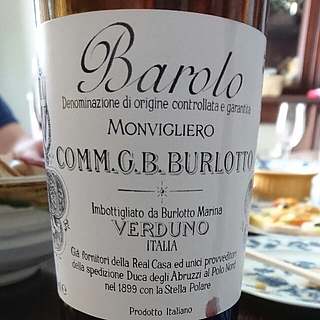 Barolo
Denominazione di origine controllata e garantita
MONVIGLIERO
COMM. G. B. BURLOTTO
Imbottigliato da Burlotto Marina
VERDUNO
ITALIA
Già fornitori della Real Casa ed unici provveditori
della spedizione Duca degli Abruzzi al Polo Nord
nel 1899 con la Stella Polare
Prodotto Italiano